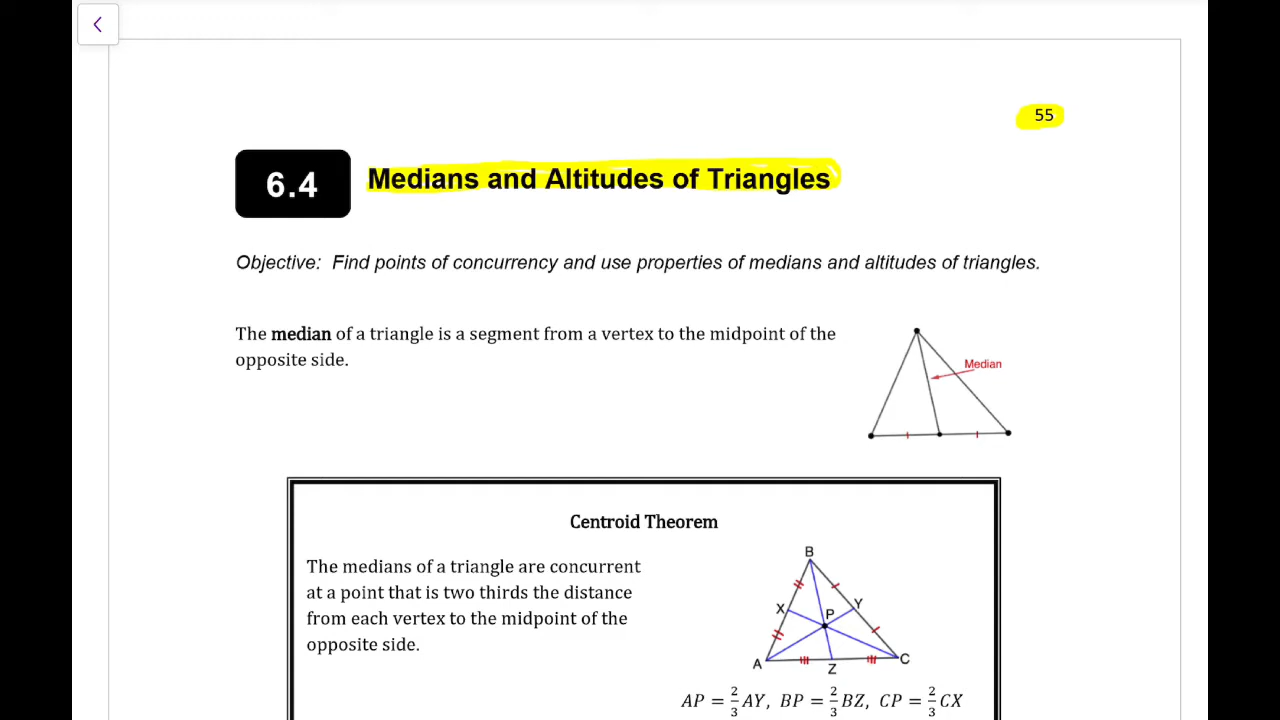 55
6.4 Medians and Altitudes of Triangles
Objective: Find points of concurrency and use properties of medians and altitudes of triangles.
The median of a triangle is a segment from a vertex to the midpoint of the
opposite side.
Median
Centroid Theorem
The medians of a triangle are concurrent
at a point that is two thirds the distance
from each vertex to the midpoint of the
opposite side.
B
X
Y
P
A
Z
C
AP = 2/3 AY, BP = 2/3 BZ, CP = 2/3 CX